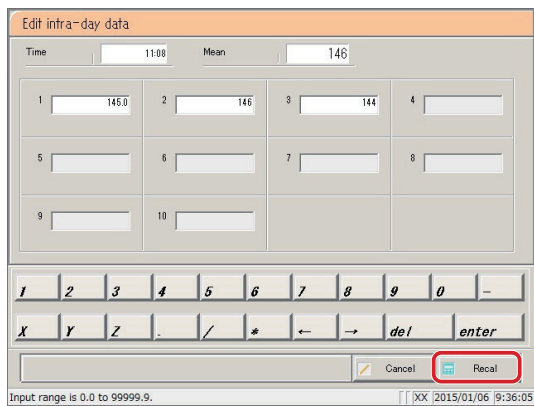 Edit intra-day data
Time 11:08 Mean 146
1 145.0 2 146 3 144 4
5 6 7 8
9 10
1 2 3 4 5 6 7 8 9 0 -
X Y Z . / * ← → del enter
Cancel Recal
Input range is 0.0 to 99999.9. XX 2015/01/06 9:36:05